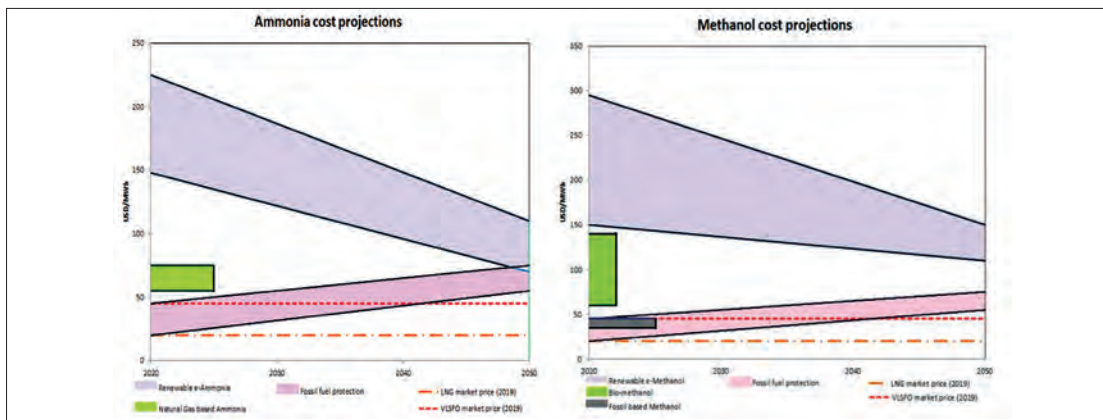 Ammonia cost projections
250
200
150
100
50
0
USD/MWh
2020
2030
2040
2050
Renewable e-Ammonia
Fossil fuel protection
LNG market price (2019)
Natural Gas based Ammonia
VLSFO market price (2019)
Methanol cost projections
350
300
250
200
150
100
50
0
USD/MWh
2020
2030
2040
2050
Renewable e-Methanol
Fossil fuel protection
LNG market price (2019)
Bio-methanol
Fossil-based Methanol
VLSFO market price (2019)